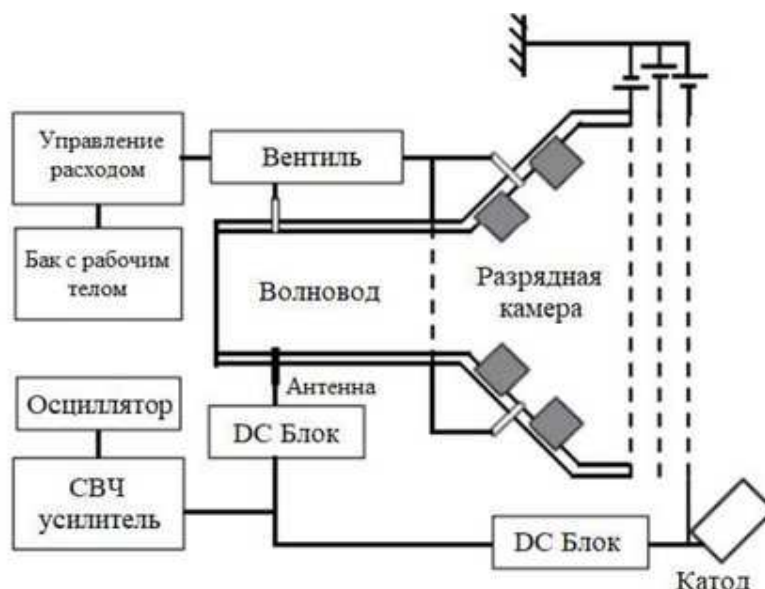 Управление
расходом
Вентиль
Бак с рабочим
телом
Волновод
Разрядная
камера
Антенна
Осциллятор
DC Блок
СВЧ
усилитель
DC Блок
Катод